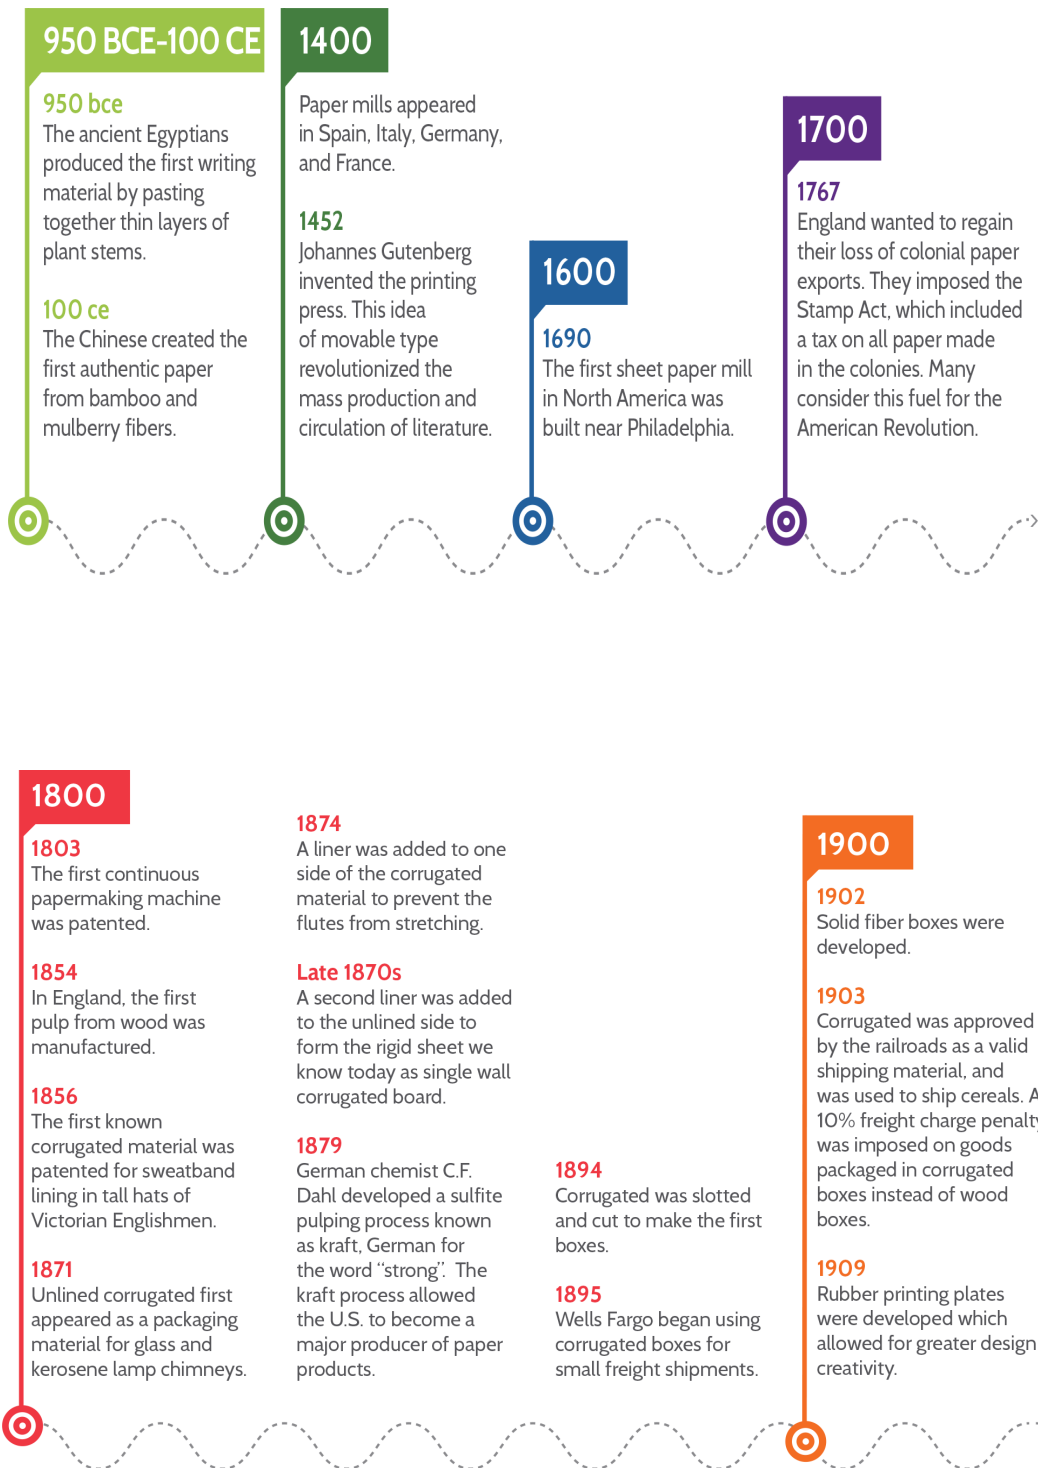 950 BCE-100 CE
950 bce
The ancient Egyptians
produced the first writing
material by pasting
together thin layers of
plant stems.
100 ce
The Chinese created the
first authentic paper
from bamboo and
mulberry fibers.
1400
Paper mills appeared
in Spain, Italy, Germany,
and France.
1452
Johannes Gutenberg
invented the printing
press. This idea
of movable type
revolutionized the
mass production and
circulation of literature.
1600
1690
The first sheet paper mill
in North America was
built near Philadelphia.
1700
1767
England wanted to regain
their loss of colonial paper
exports. They imposed the
Stamp Act, which included
a tax on all paper made
in the colonies. Many
consider this fuel for the
American Revolution.
1800
1803
The first continuous
papermaking machine
was patented.
1854
In England, the first
pulp from wood was
manufactured.
1856
The first known
corrugated material was
patented for sweatband
lining in tall hats of
Victorian Englishmen.
1871
Unlined corrugated first
appeared as a packaging
material for glass and
kerosene lamp chimneys.
1874
A liner was added to one
side of the corrugated
material to prevent the
flutes from stretching.
Late 1870s
A second liner was added
to the unlined side to
form the rigid sheet we
know today as single wall
corrugated board.
1879
German chemist C.F.
Dahl developed a sulfite
pulping process known
as kraft, German for
the word “strong”. The
kraft process allowed
the U.S. to become a
major producer of paper
products.
1894
Corrugated was slotted
and cut to make the first
boxes.
1895
Wells Fargo began using
corrugated boxes for
small freight shipments.
1900
1902
Solid fiber boxes were
developed.
1903
Corrugated was approved
by the railroads as a valid
shipping material, and
was used to ship cereals. A
10% freight charge penalty
was imposed on goods
packaged in corrugated
boxes instead of wood
boxes.
1909
Rubber printing plates
were developed which
allowed for greater design
creativity.